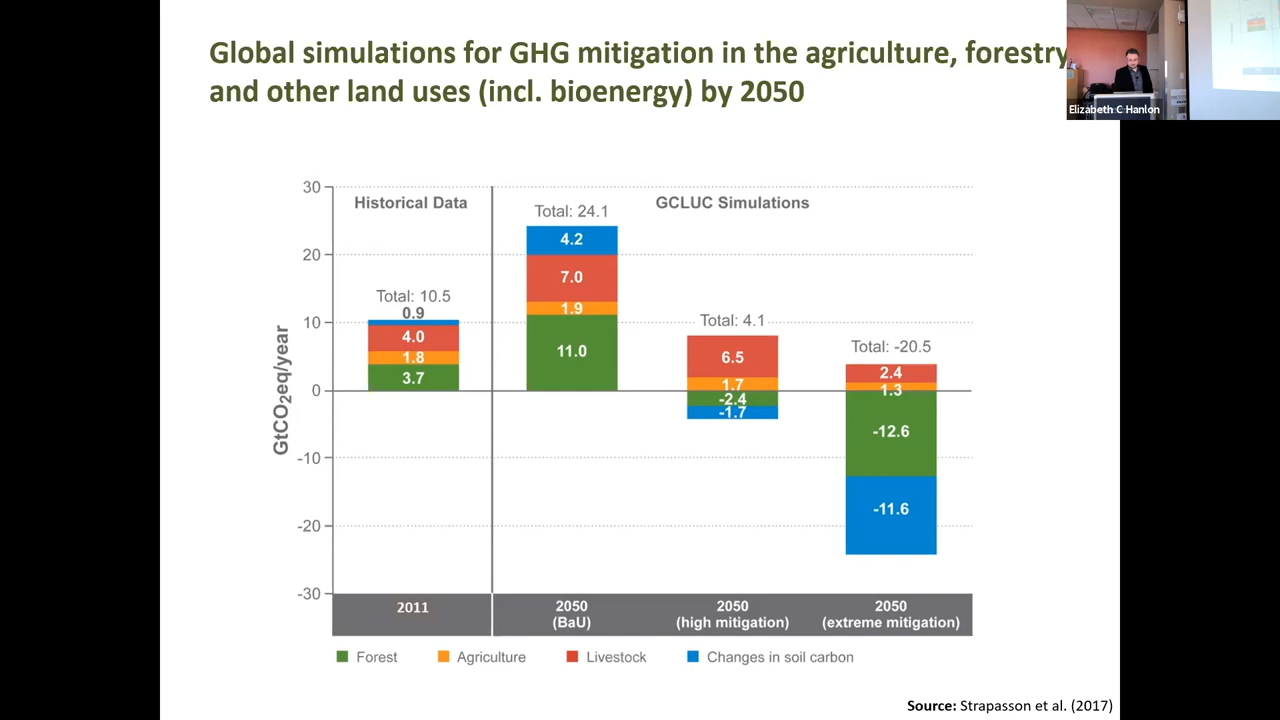 Global simulations for GHG mitigation in the agriculture, forestry
and other land uses (incl. bioenergy) by 2050
Elizabeth C Hanlon
30
20
10
0
-10
-20
-30
GtCO2eq/year
Historical Data
GCLUC Simulations
Total: 10.5
0.9
4.0
1.8
3.7
Total: 24.1
4.2
7.0
1.9
11.0
Total: 4.1
6.5
1.7
-2.4
-1.7
Total: -20.5
2.4
1.3
-12.6
-11.6
2011
2050
(BaU)
2050
(high mitigation)
2050
(extreme mitigation)
Forest
Agriculture
Livestock
Changes in soil carbon
Source: Strapasson et al. (2017)